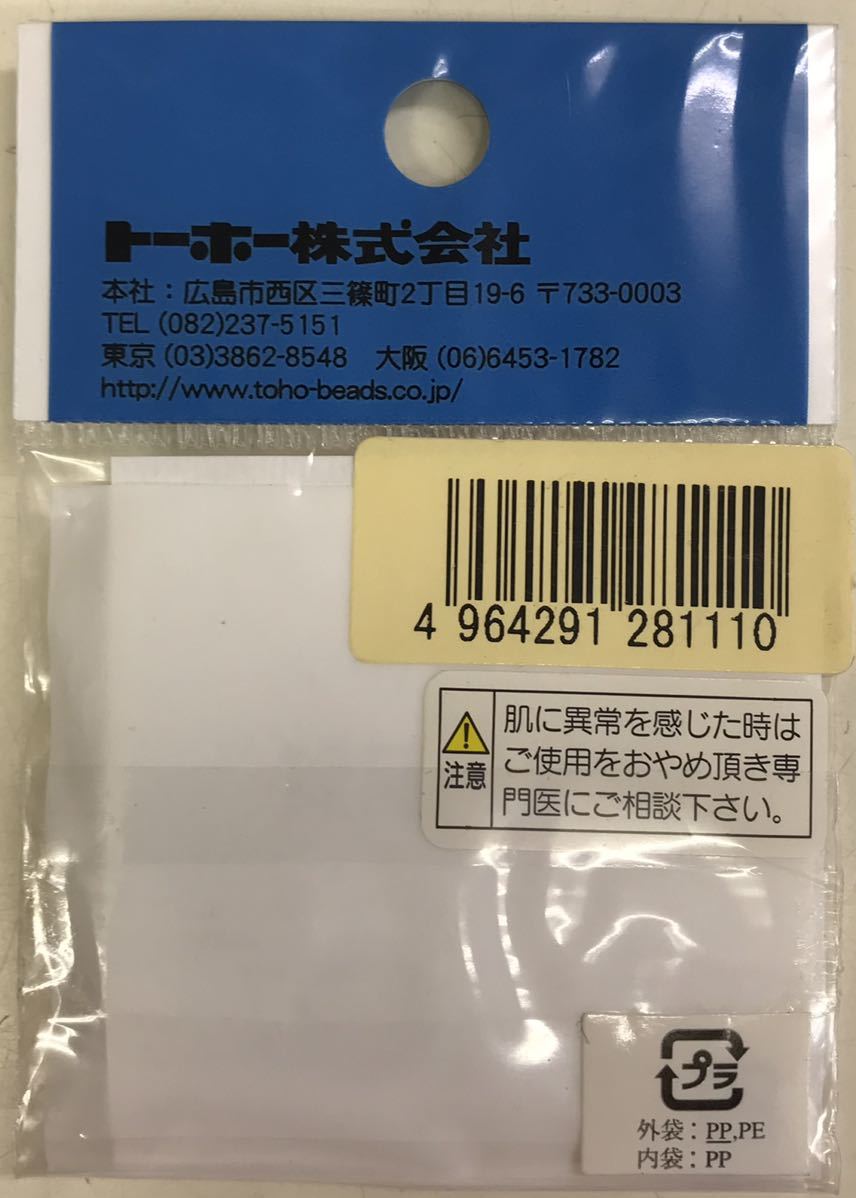 トーホー株式会社
本社：広島市西区三篠町2丁目19-6 〒733-0003
TEL (082)237-5151
東京 (03)3862-8548 大阪 (06)6453-1782
http://www.toho-beads.co.jp/
4 964291 281110
注意
肌に異常を感じた時は
ご使用をおやめ頂き専
門医にご相談下さい。
プラ
外袋：PP,PE
内袋：PP